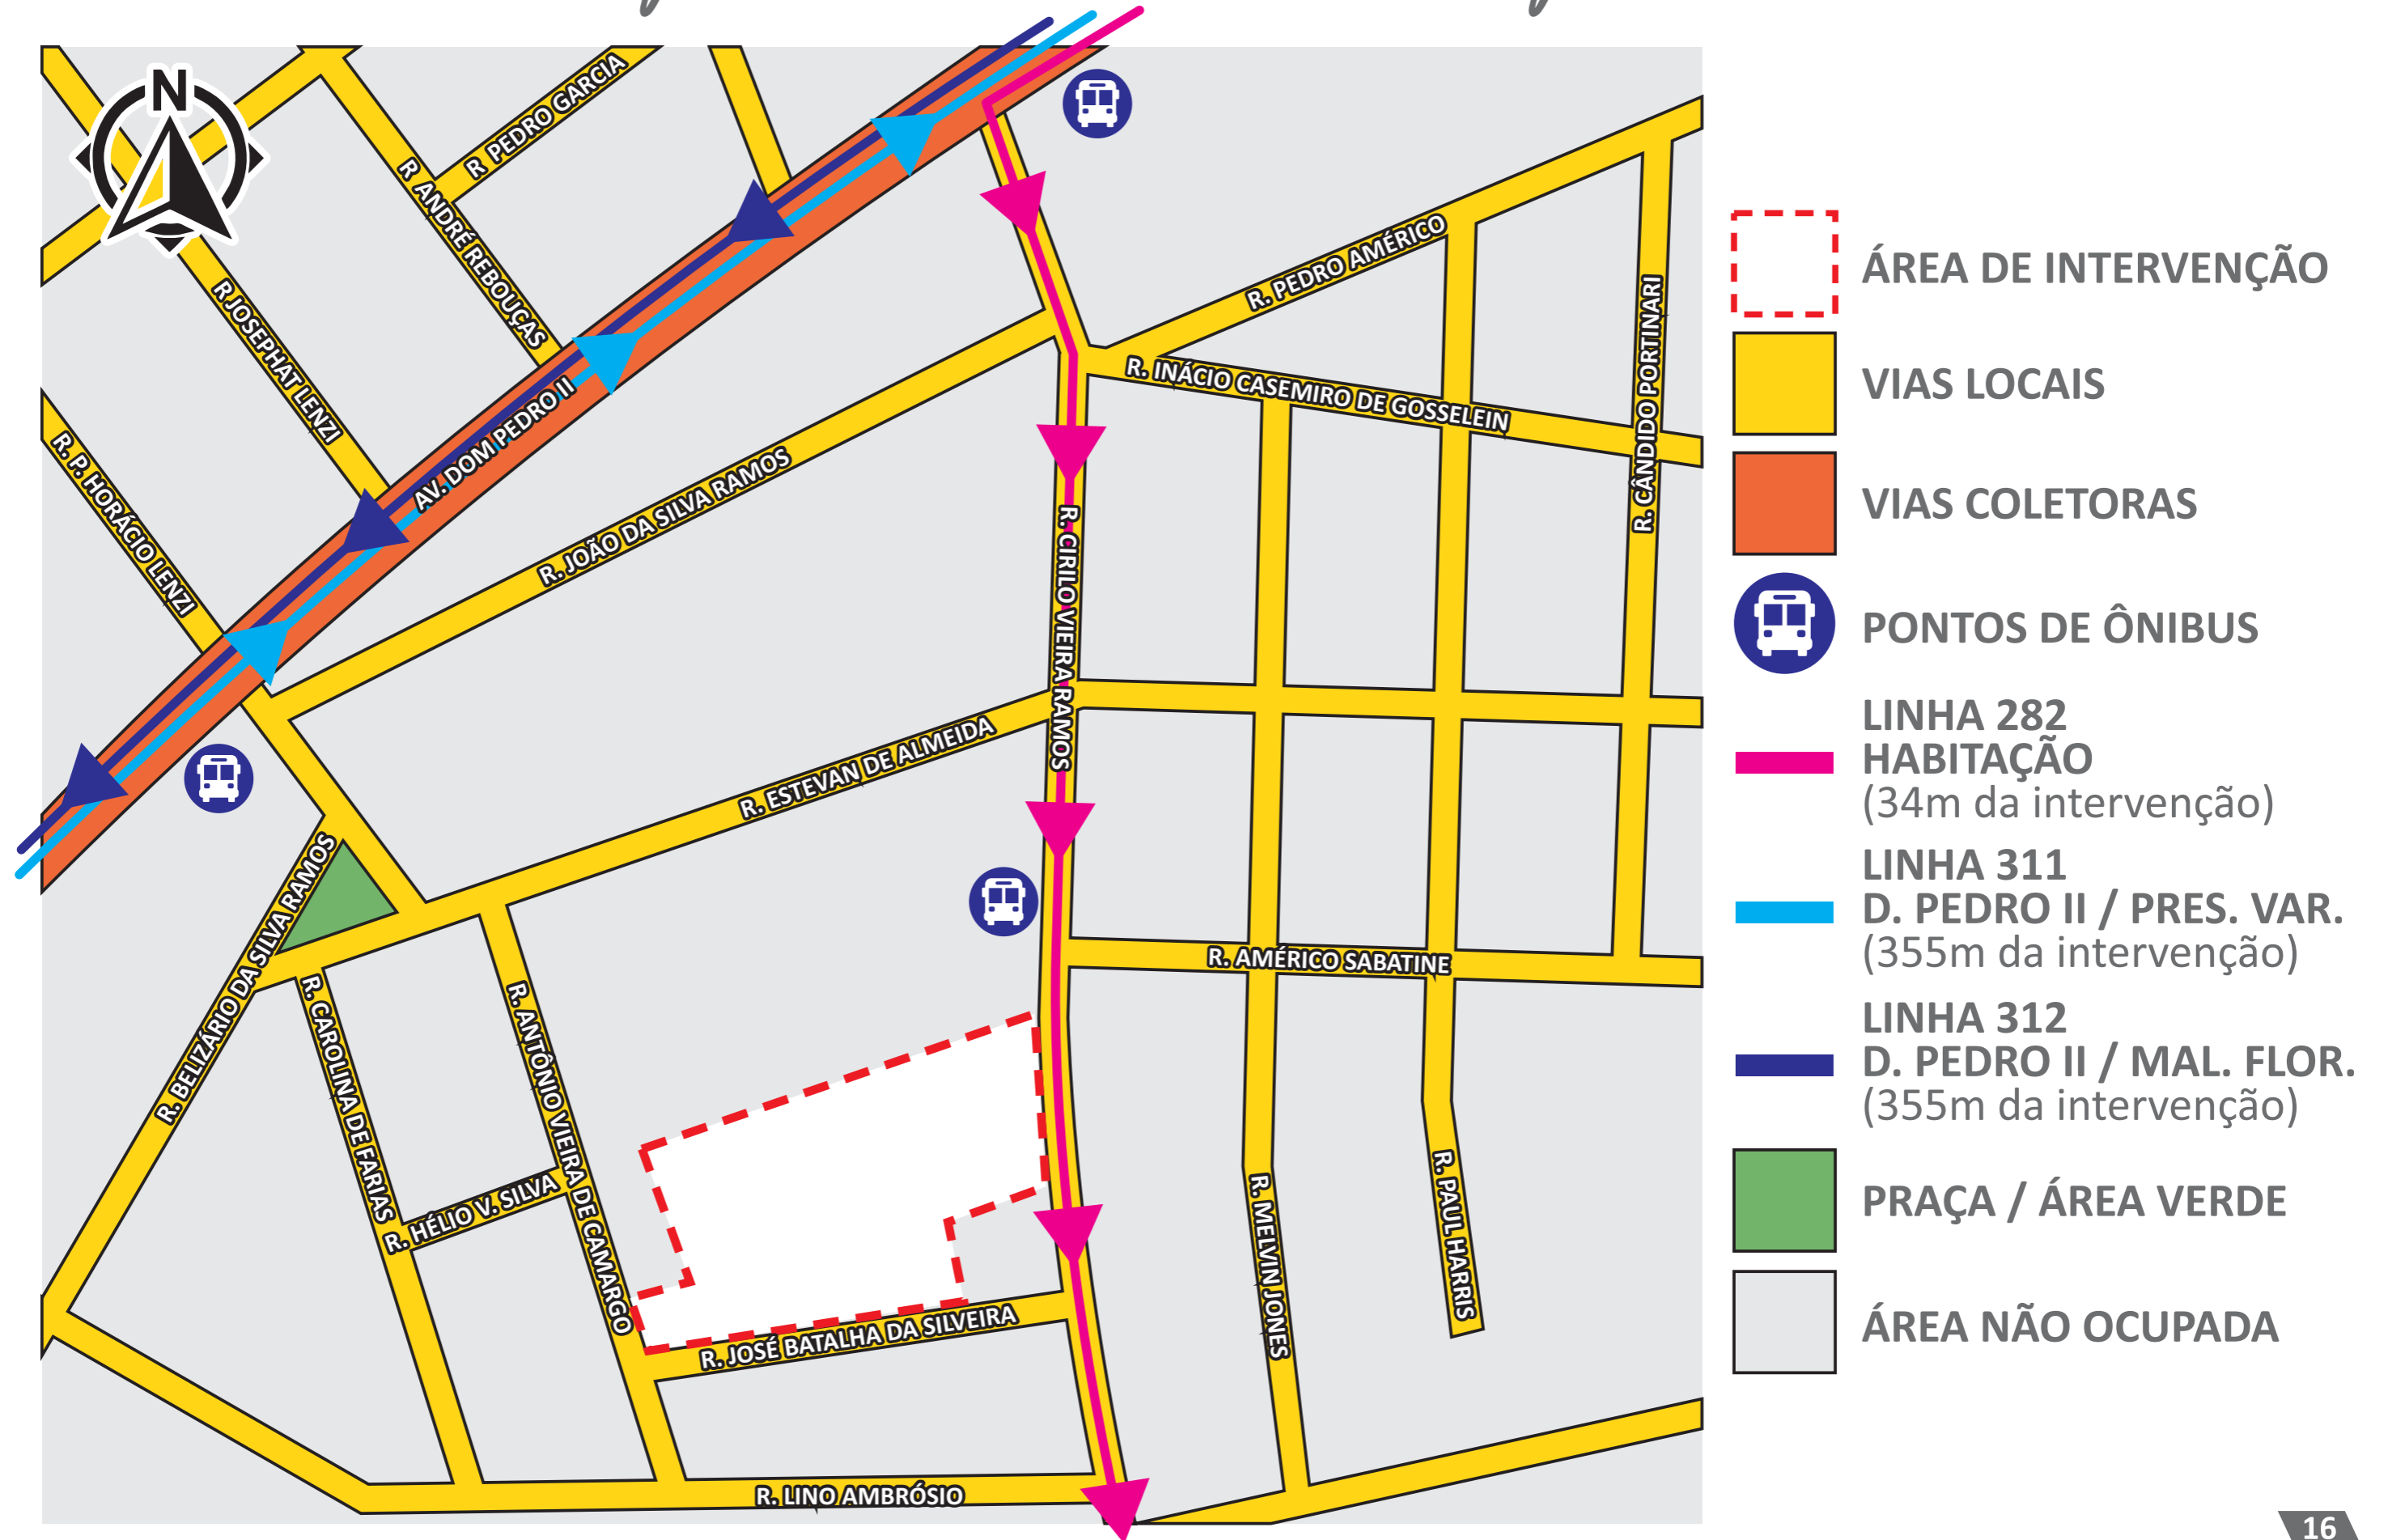 N
R. PEDRO GARCIA
R ANDRÉ REBOUÇAS
R JOSEPHAT LENZI
R. P. HORÁCIO LENZI
AV. DOM PEDRO II
R. JOÃO DA SILVA RAMOS
R. PEDRO AMÉRICO
R. INÁCIO CASEMIRO DE GOSSELEIN
R. CÂNDIDO PORTINARI
R. CIRILO VIEIRA RAMOS
R. ESTEVAN DE ALMEIDA
R. BELIZÁRIO DA SILVA RAMOS
R. CAROLINA DE FARIAS
R. ANTÔNIO VIEIRA DE CAMARGO
R. HÉLIO V. SILVA
R. AMÉRICO SABATINE
R. MELVIN JONES
R. PAUL HARRIS
R. JOSÉ BATALHA DA SILVEIRA
R. LINO AMBRÓSIO
ÁREA DE INTERVENÇÃO
VIAS LOCAIS
VIAS COLETORAS
PONTOS DE ÔNIBUS
LINHA 282
HABITAÇÃO
(34m da intervenção)
LINHA 311
D. PEDRO II / PRES. VAR.
(355m da intervenção)
LINHA 312
D. PEDRO II / MAL. FLOR.
(355m da intervenção)
PRAÇA / ÁREA VERDE
ÁREA NÃO OCUPADA
16